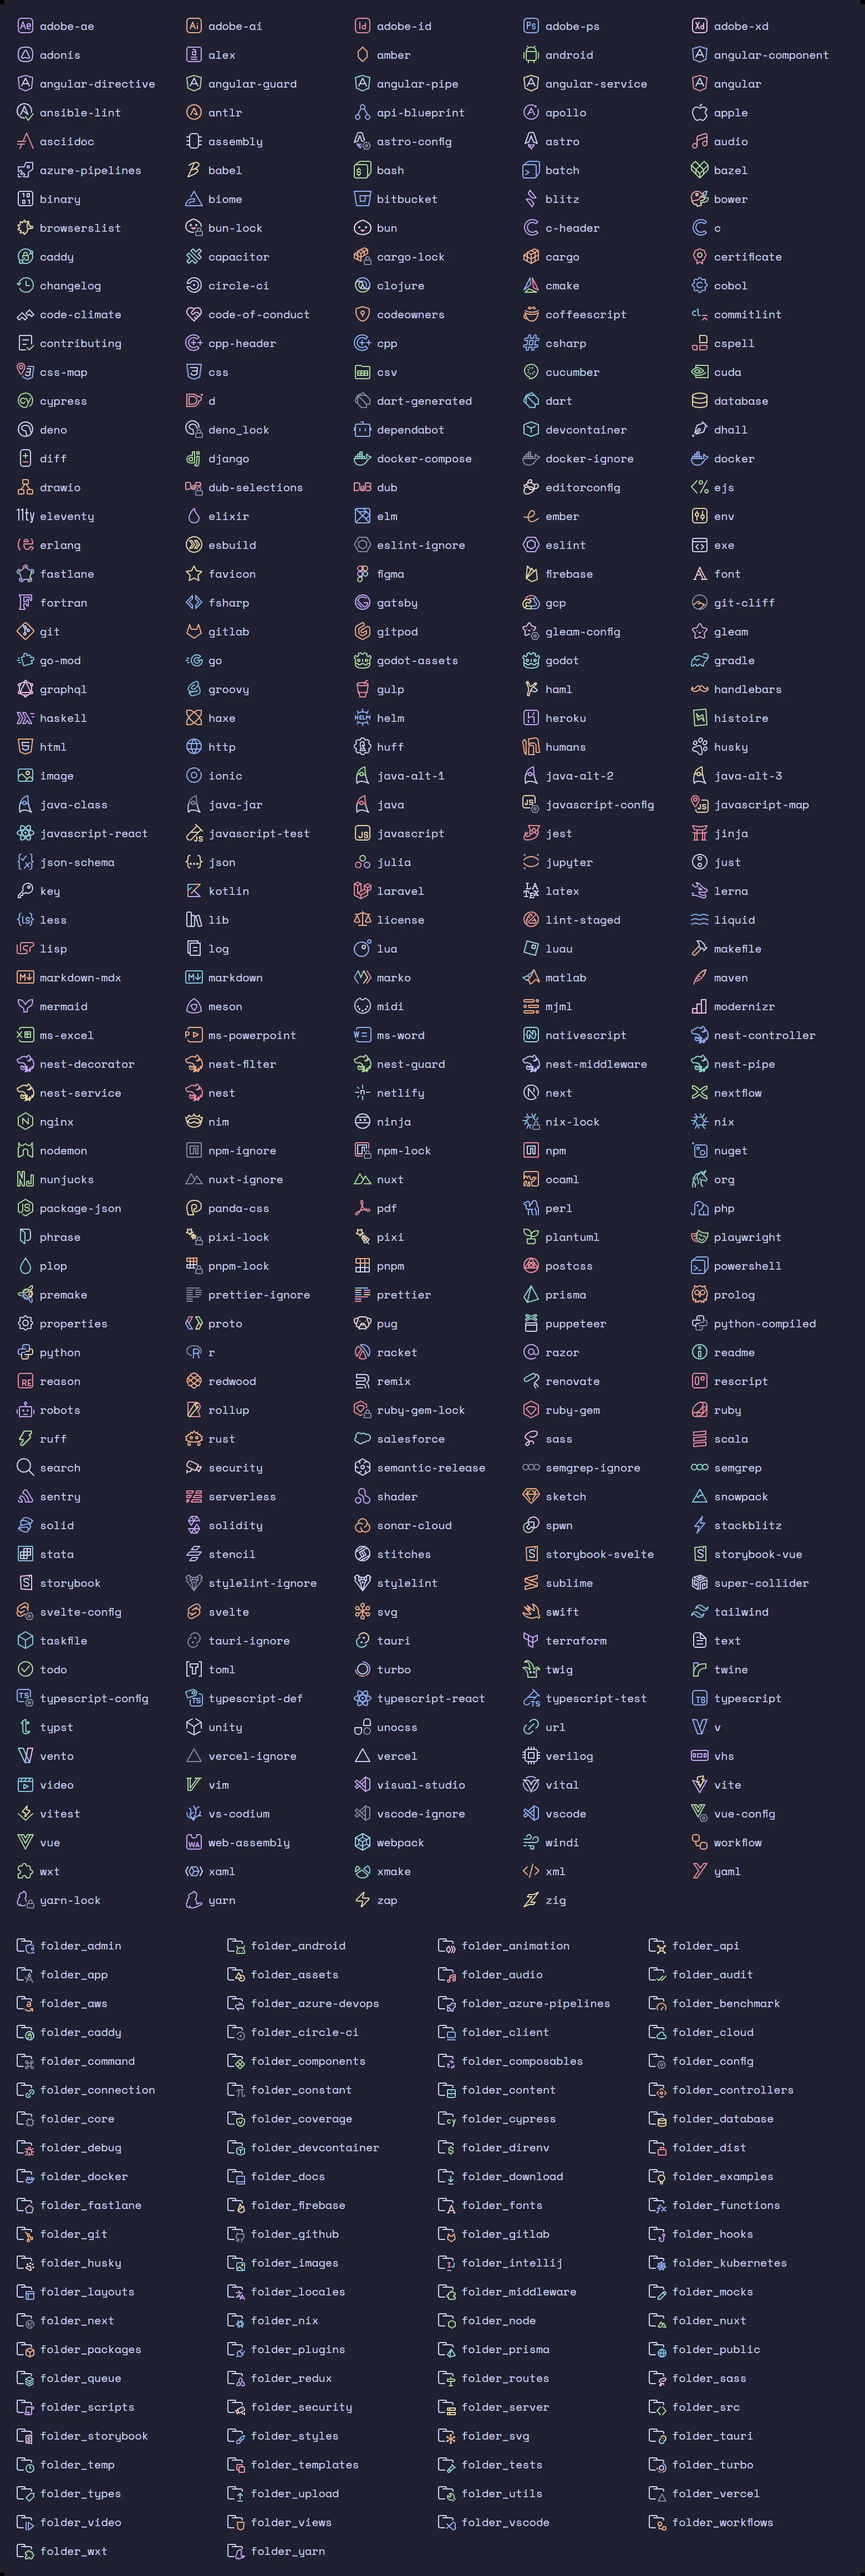 adobe-ae adobe-ai adobe-id adobe-ps adobe-xd
adonis alex amber android angular-component
angular-directive angular-guard angular-pipe angular-service angular
ansible-lint antlr api-blueprint apollo apple
asciidoc assembly astro-config astro audio
azure-pipelines babel bash batch bazel
binary biome bitbucket blitz bower
browserslist bun-lock bun c-header c
caddy capacitor cargo-lock cargo certificate
changelog circle-ci clojure cmake cobol
code-climate code-of-conduct codeowners coffeescript commitlint
contributing cpp-header cpp csharp cspell
css-map css csv cucumber cuda
cypress d dart-generated dart database
deno deno_lock dependabot devcontainer dhall
diff django docker-compose docker-ignore docker
drawio dub-selections dub editorconfig ejs
eleventy elixir elm ember env
erlang esbuild eslint-ignore eslint exe
fastlane favicon figma firebase font
fortran fsharp gatsby gcp git-cliff
git gitlab gitpod gleam-config gleam
go-mod go godot-assets godot gradle
graphql groovy gulp haml handlebars
haskell haxe helm heroku histoire
html http huff humans husky
image ionic java-alt-1 java-alt-2 java-alt-3
java-class java-jar java javascript-config javascript-map
javascript-react javascript-test javascript jest jinja
json-schema json julia jupyter just
key kotlin laravel latex lerna
less lib license lint-staged liquid
lisp log lua luau makefile
markdown-mdx markdown marko matlab maven
mermaid meson midi mjml modernizr
ms-excel ms-powerpoint ms-word nativescript nest-controller
nest-decorator nest-filter nest-guard nest-middleware nest-pipe
nest-service nest netlify next nextflow
nginx nim ninja nix-lock nix
nodemon npm-ignore npm-lock npm nuget
nunjucks nuxt-ignore nuxt ocaml org
package-json panda-css pdf perl php
phrase pixi-lock pixi plantuml playwright
plop pnpm-lock pnpm postcss powershell
premake prettier-ignore prettier prisma prolog
properties proto pug puppeteer python-compiled
python r racket razor readme
reason redwood remix renovate rescript
robots rollup ruby-gem-lock ruby-gem ruby
ruff rust salesforce sass scala
search security semantic-release semgrep-ignore semgrep
sentry serverless shader sketch snowpack
solid solidity sonar-cloud spwn stackblitz
stata stencil stitches storybook-svelte storybook-vue
storybook stylelint-ignore stylelint sublime super-collider
svelte-config svelte svg swift tailwind
taskfile tauri-ignore tauri terraform text
todo toml turbo twig twine
typescript-config typescript-def typescript-react typescript-test typescript
typst unity unocss url v
vento vercel-ignore vercel verilog vhs
video vim visual-studio vital vite
vitest vs-codium vscode-ignore vscode vue-config
vue web-assembly webpack windi workflow
wxt xaml xmake xml yaml
yarn-lock yarn zap zig
folder_admin folder_android folder_animation folder_api
folder_app folder_assets folder_audio folder_audit
folder_aws folder_azure-devops folder_azure-pipelines folder_benchmark
folder_caddy folder_circle-ci folder_client folder_cloud
folder_command folder_components folder_composables folder_config
folder_connection folder_constant folder_content folder_controllers
folder_core folder_coverage folder_cypress folder_database
folder_debug folder_devcontainer folder_direnv folder_dist
folder_docker folder_docs folder_download folder_examples
folder_fastlane folder_firebase folder_fonts folder_functions
folder_git folder_github folder_gitlab folder_hooks
folder_husky folder_images folder_intellij folder_kubernetes
folder_layouts folder_locales folder_middleware folder_mocks
folder_next folder_nix folder_node folder_nuxt
folder_packages folder_plugins folder_prisma folder_public
folder_queue folder_redux folder_routes folder_sass
folder_scripts folder_security folder_server folder_src
folder_storybook folder_styles folder_svg folder_tauri
folder_temp folder_templates folder_tests folder_turbo
folder_types folder_upload folder_utils folder_vercel
folder_video folder_views folder_vscode folder_workflows
folder_wxt folder_yarn